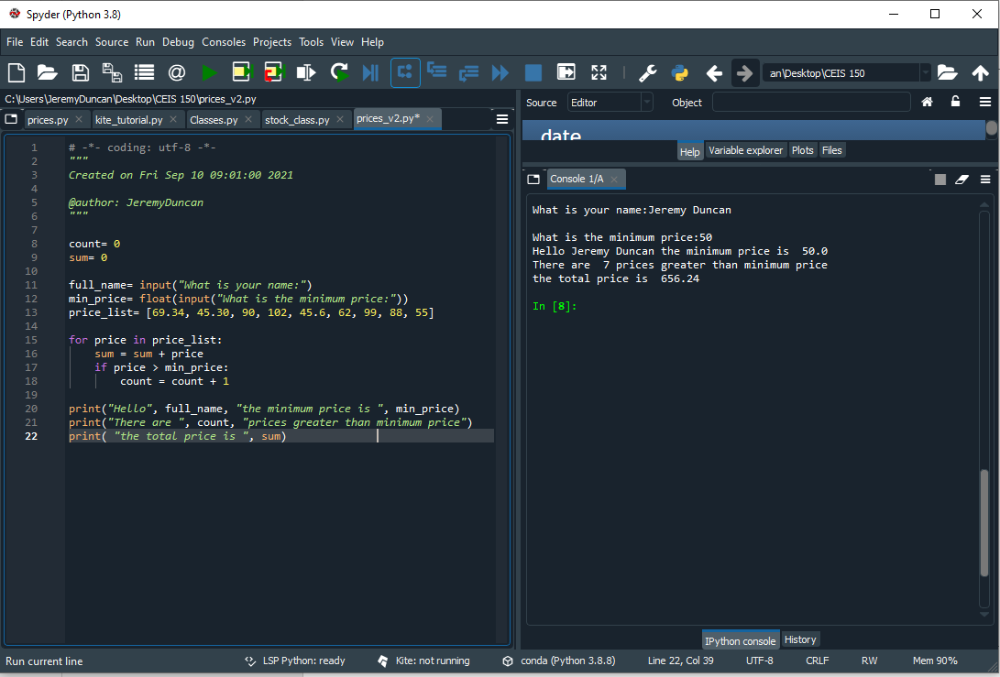 Spyder (Python 3.8)
File Edit Search Source Run Debug Consoles Projects Tools View Help
an\Desktop\CEIS 150
C:\Users\JeremyDuncan\Desktop\CEIS 150\prices_v2.py
prices.py kite_tutorial.py Classes.py stock_class.py prices_v2.py*
1 # -*- coding: utf-8 -*-
2 """
3 Created on Fri Sep 10 09:01:00 2021
4
5 @author: JeremyDuncan
6 """
7
8 count= 0
9 sum= 0
10
11 full_name= input("What is your name:")
12 min_price= float(input("What is the minimum price:"))
13 price_list= [69.34, 45.30, 90, 102, 45.6, 62, 99, 88, 55]
14
15 for price in price_list:
16 sum = sum + price
17 if price > min_price:
18 count = count + 1
19
20 print("Hello", full_name, "the minimum price is ", min_price)
21 print("There are ", count, "prices greater than minimum price")
22 print( "the total price is ", sum)
Source Editor Object
date
Help Variable explorer Plots Files
Console 1/A
What is your name:Jeremy Duncan
What is the minimum price:50
Hello Jeremy Duncan the minimum price is  50.0
There are  7 prices greater than minimum price
the total price is  656.24
In [8]:
IPython console History
Run current line LSP Python: ready Kite: not running conda (Python 3.8.8) Line 22, Col 39 UTF-8 CRLF RW Mem 90%